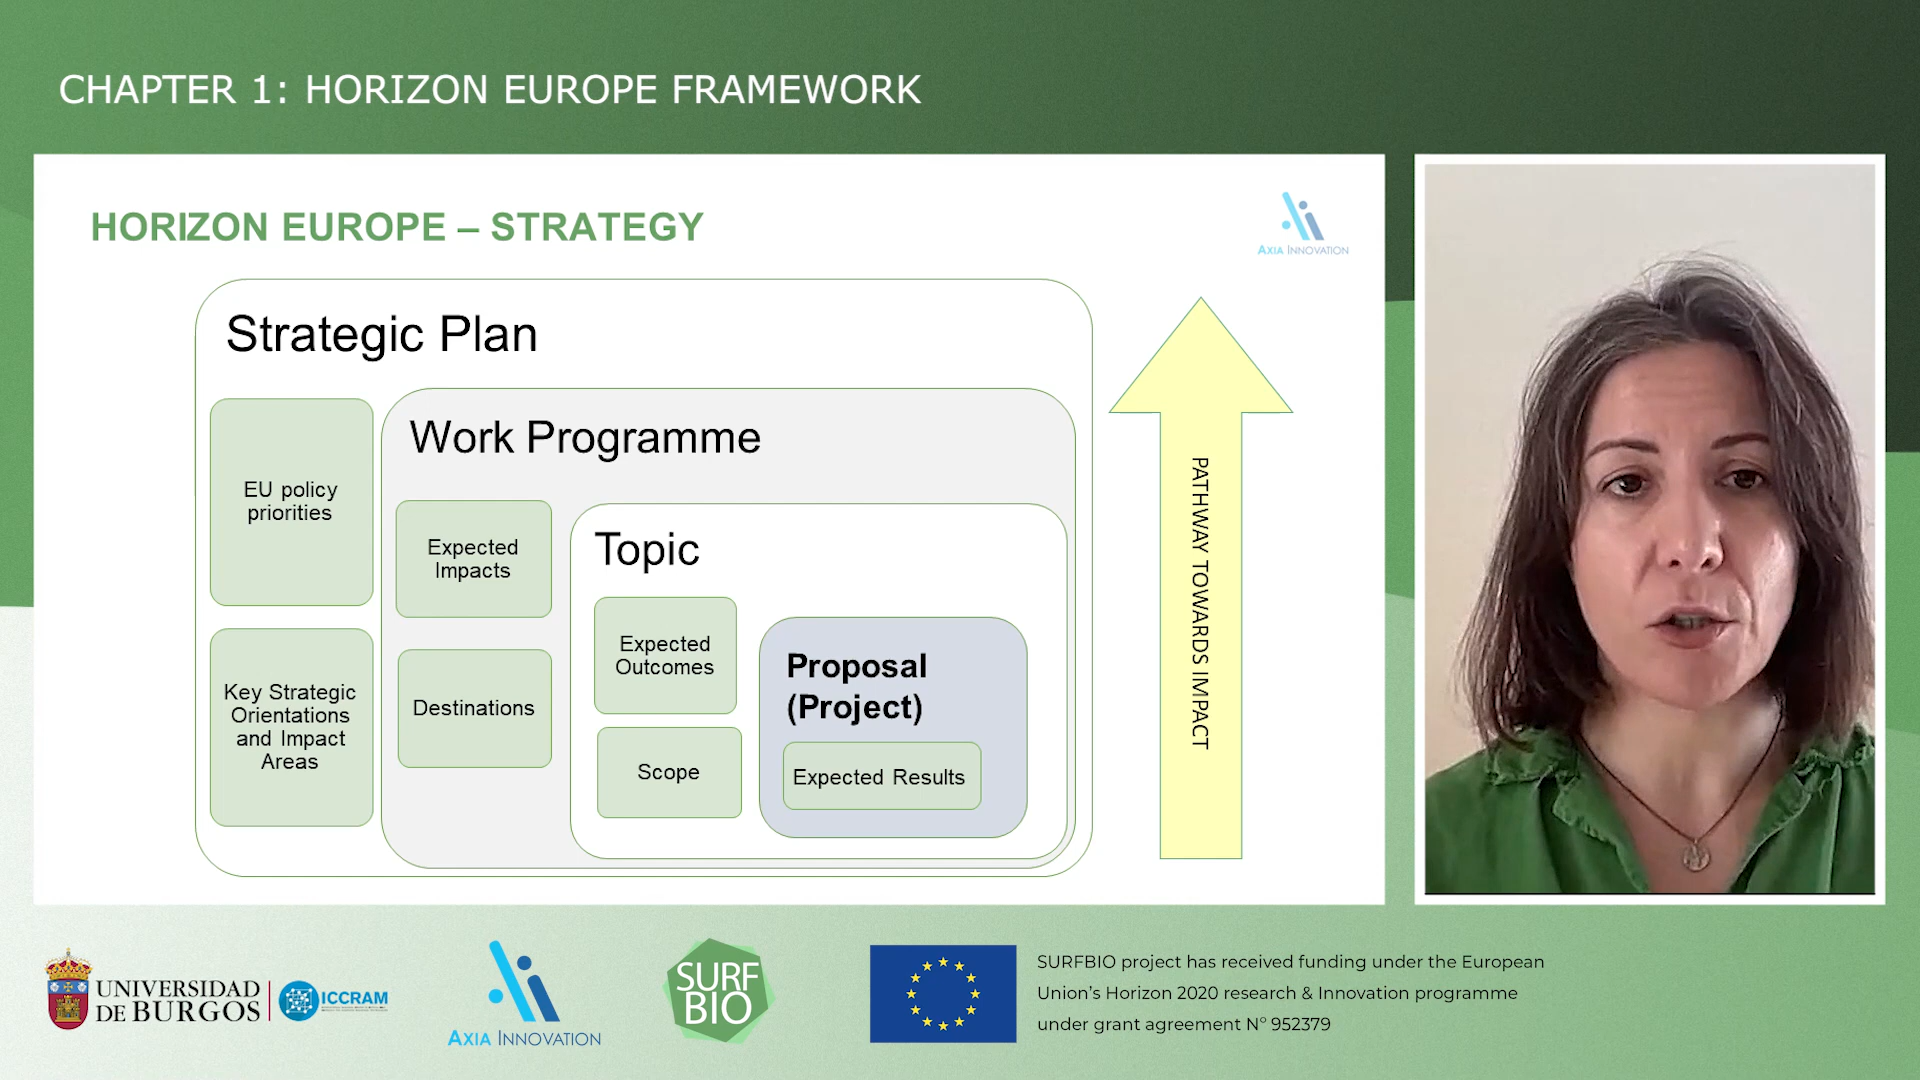 CHAPTER 1: HORIZON EUROPE FRAMEWORK
HORIZON EUROPE – STRATEGY
AXIA INNOVATION
Strategic Plan
EU policy
priorities
Key Strategic
Orientations
and Impact
Areas
Work Programme
Expected
Impacts
Destinations
Topic
Expected
Outcomes
Scope
Proposal
(Project)
Expected Results
PATHWAY TOWARDS IMPACT
UNIVERSIDAD
DE BURGOS
ICCRAM
AXIA INNOVATION
SURF
BIO
SURFBIO project has received funding under the European
Union's Horizon 2020 research & Innovation programme
under grant agreement Nº 952379